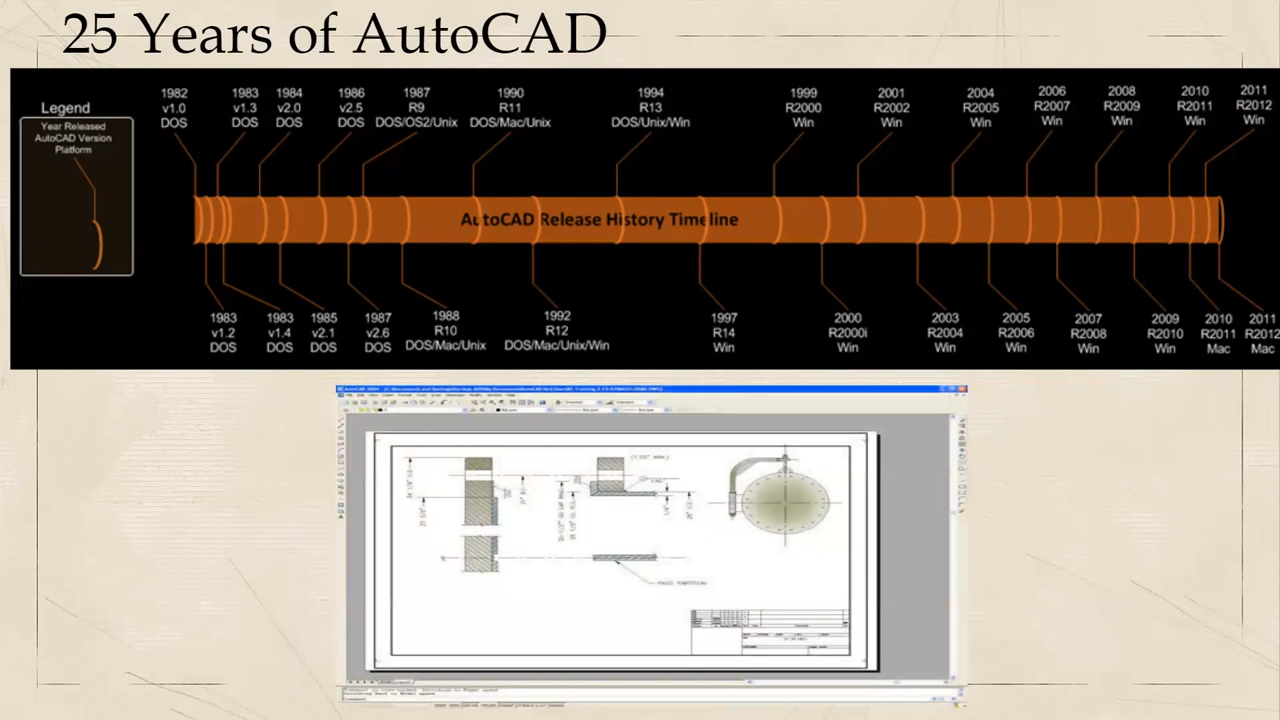 25 Years of AutoCAD
Legend
Year Released
AutoCAD Version
Platform
1982
v1.0
DOS
1983
v1.3
DOS
1984
v2.0
DOS
1986
v2.5
DOS
1987
R9
DOS/OS2/Unix
1990
R11
DOS/Mac/Unix
1994
R13
DOS/Unix/Win
1999
R2000
Win
2001
R2002
Win
2004
R2005
Win
2006
R2007
Win
2008
R2009
Win
2010
R2011
Win
2011
R2012
Win
AutoCAD Release History Timeline
1983
v1.2
DOS
1983
v1.4
DOS
1985
v2.1
DOS
1987
v2.6
DOS
1988
R10
DOS/Mac/Unix
1992
R12
DOS/Mac/Unix/Win
1997
R14
Win
2000
R2000i
Win
2003
R2004
Win
2005
R2006
Win
2007
R2008
Win
2009
R2010
Win
2010
R2011
Mac
2011
R2012
Mac